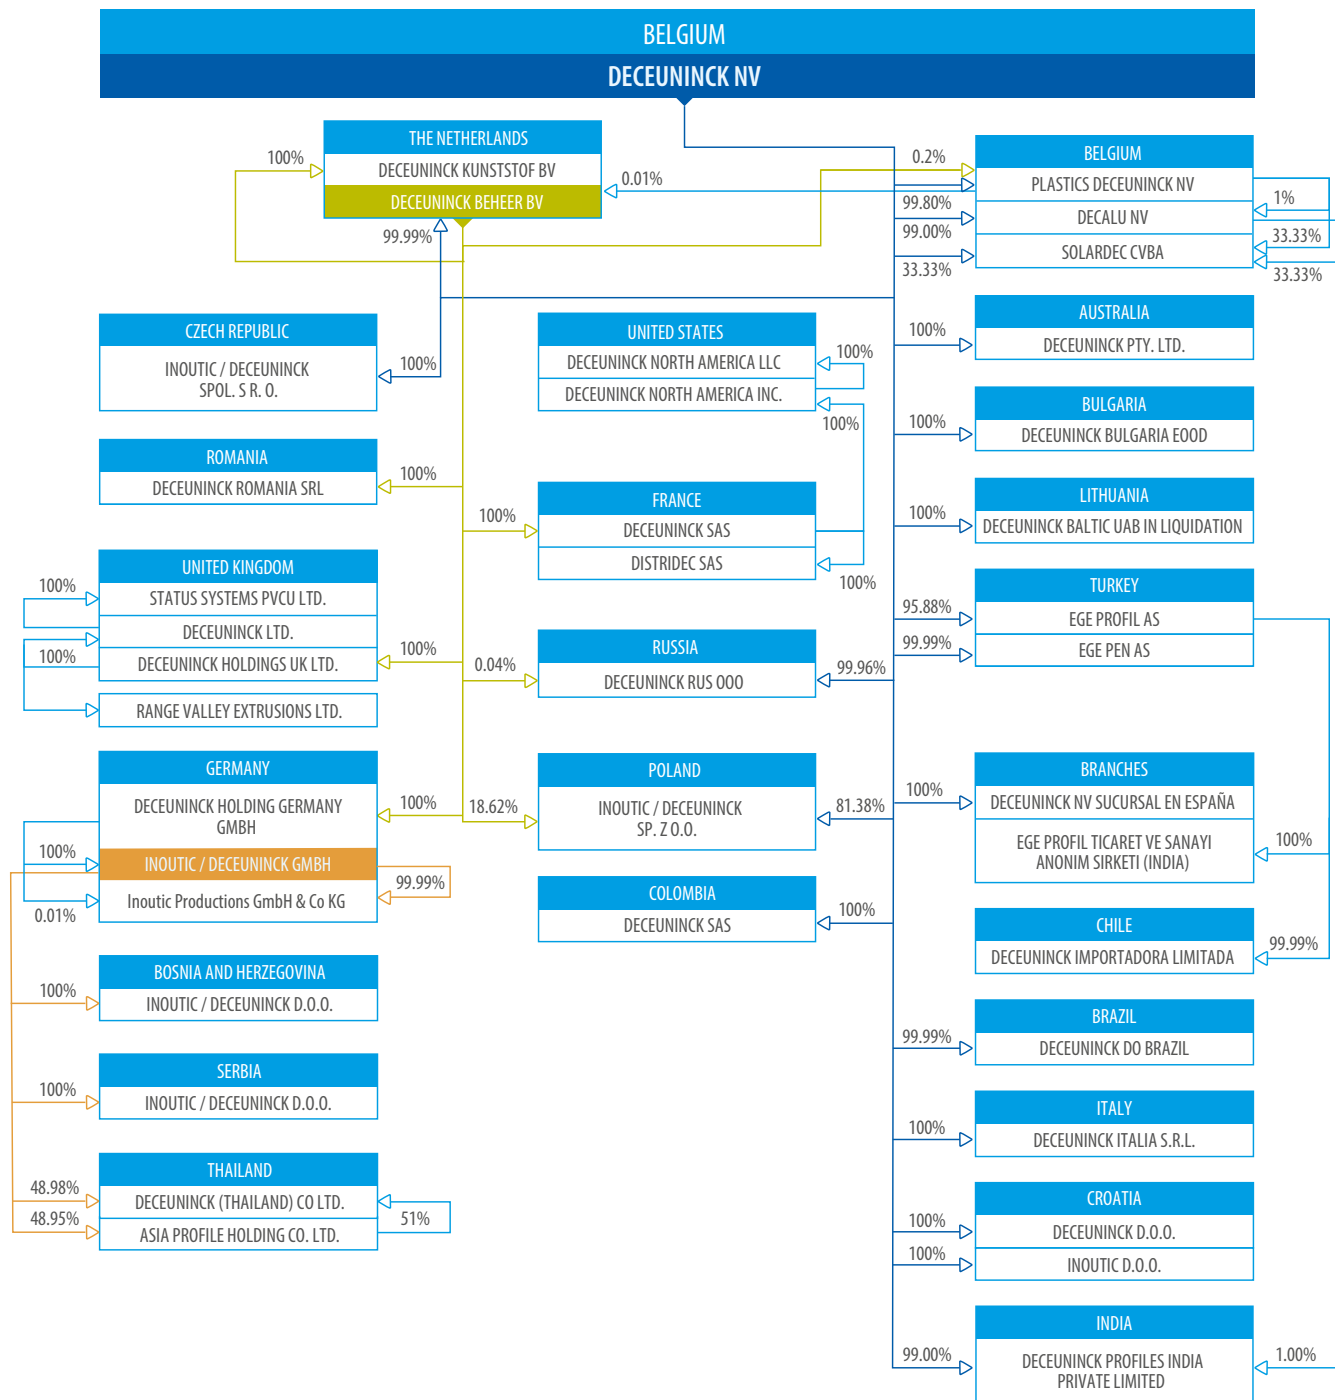 BELGIUM
DECEUNINCK NV
THE NETHERLANDS
DECEUNINCK KUNSTSTOF BV
DECEUNINCK BEHEER BV
100%
99.99%
0.01%
0.2%
99.80%
99.00%
33.33%
BELGIUM
PLASTICS DECEUNINCK NV
DECALU NV
SOLARDEC CVBA
1%
33.33%
33.33%
CZECH REPUBLIC
INOUTIC / DECEUNINCK
SPOL. S R. O.
100%
UNITED STATES
DECEUNINCK NORTH AMERICA LLC
DECEUNINCK NORTH AMERICA INC.
100%
100%
100%
AUSTRALIA
DECEUNINCK PTY. LTD.
100%
BULGARIA
DECEUNINCK BULGARIA EOOD
ROMANIA
DECEUNINCK ROMANIA SRL
100%
100%
FRANCE
DECEUNINCK SAS
DISTRIDEC SAS
100%
100%
LITHUANIA
DECEUNINCK BALTIC UAB IN LIQUIDATION
UNITED KINGDOM
STATUS SYSTEMS PVCU LTD.
DECEUNINCK LTD.
DECEUNINCK HOLDINGS UK LTD.
RANGE VALLEY EXTRUSIONS LTD.
100%
100%
100%
95.88%
99.99%
TURKEY
EGE PROFIL AS
EGE PEN AS
0.04%
RUSSIA
DECEUNINCK RUS OOO
99.96%
GERMANY
DECEUNINCK HOLDING GERMANY
GMBH
INOUTIC / DECEUNINCK GMBH
Inoutic Productions GmbH & Co KG
100%
0.01%
100%
99.99%
18.62%
POLAND
INOUTIC / DECEUNINCK
SP. Z O.O.
81.38%
100%
BRANCHES
DECEUNINCK NV SUCURSAL EN ESPAÑA
EGE PROFIL TICARET VE SANAYI
ANONIM SIRKETI (INDIA)
100%
COLOMBIA
DECEUNINCK SAS
100%
CHILE
DECEUNINCK IMPORTADORA LIMITADA
99.99%
100%
BOSNIA AND HERZEGOVINA
INOUTIC / DECEUNINCK D.O.O.
99.99%
BRAZIL
DECEUNINCK DO BRAZIL
100%
SERBIA
INOUTIC / DECEUNINCK D.O.O.
100%
ITALY
DECEUNINCK ITALIA S.R.L.
48.98%
48.95%
THAILAND
DECEUNINCK (THAILAND) CO LTD.
ASIA PROFILE HOLDING CO. LTD.
51%
100%
100%
CROATIA
DECEUNINCK D.O.O.
INOUTIC D.O.O.
99.00%
INDIA
DECEUNINCK PROFILES INDIA
PRIVATE LIMITED
1.00%